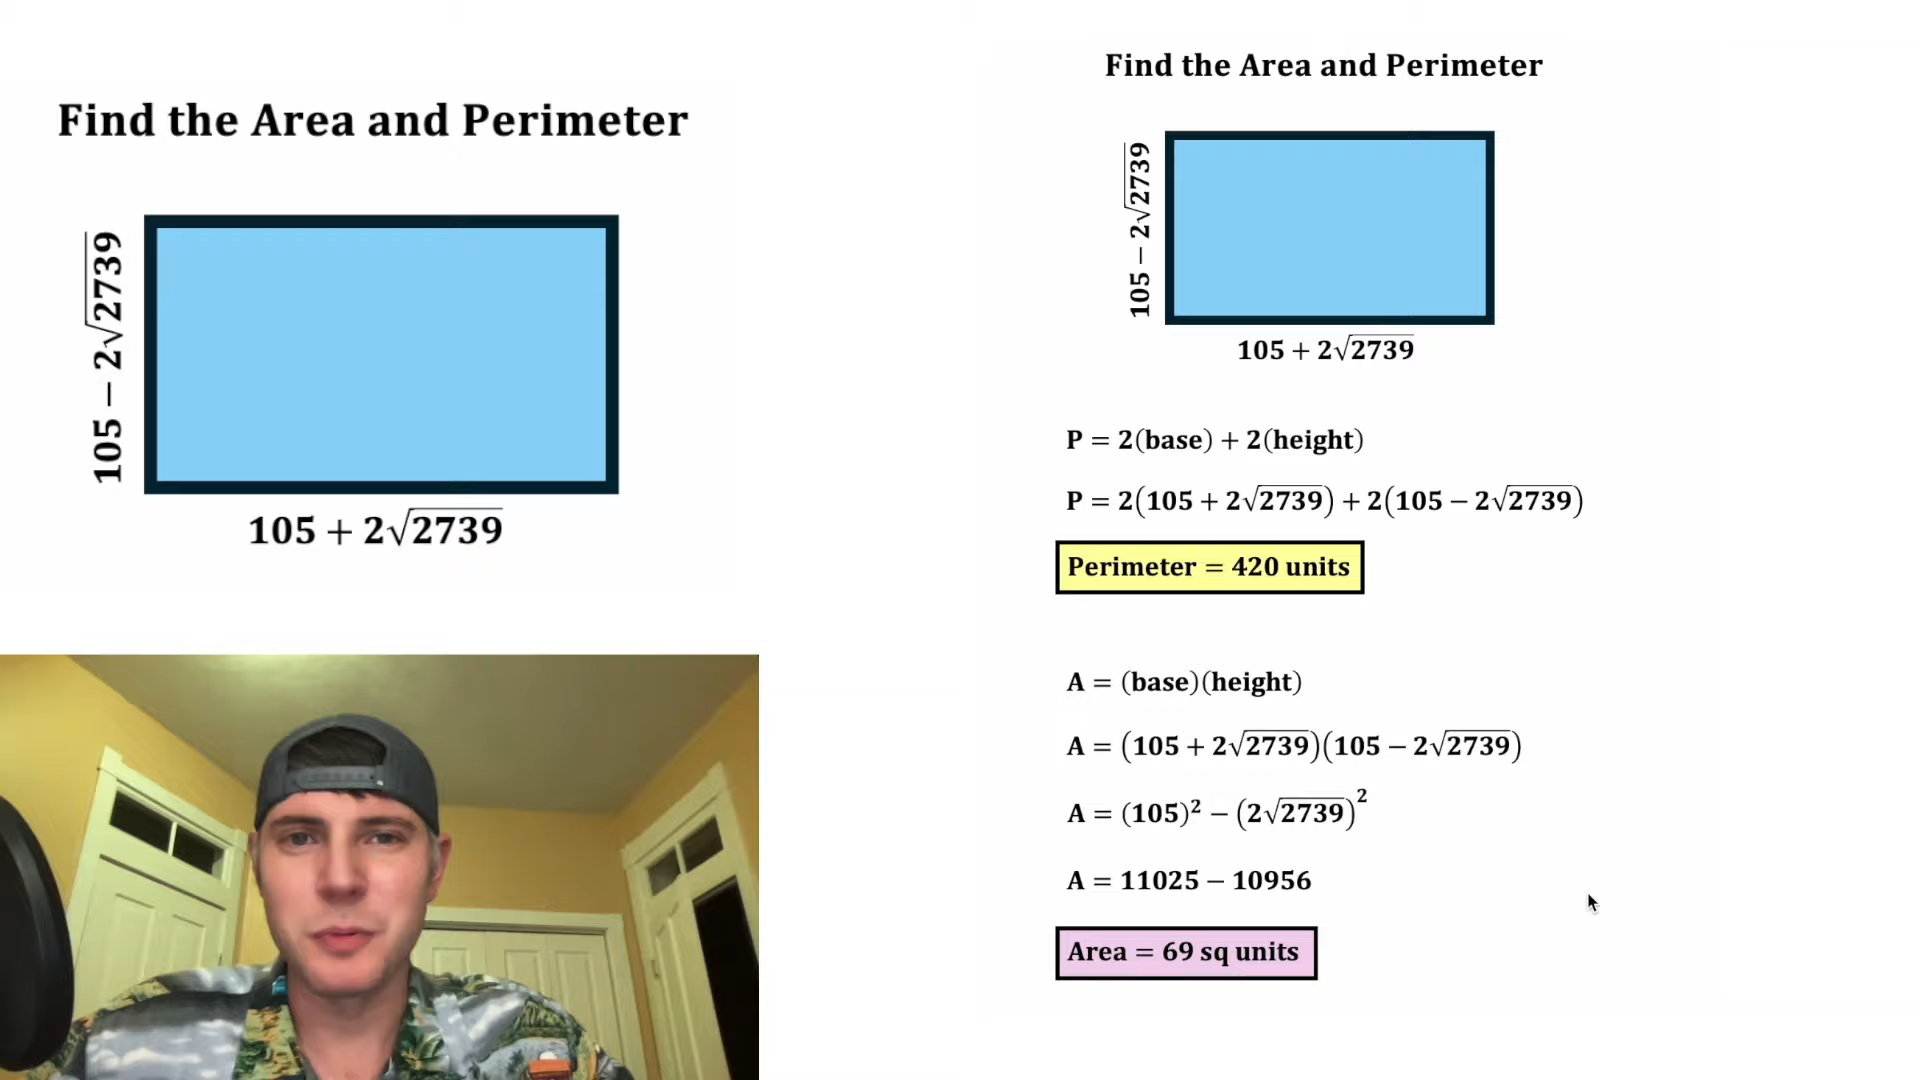 Find the Area and Perimeter
105 − 2√2739
105 + 2√2739
Find the Area and Perimeter
105 − 2√2739
105 + 2√2739
P = 2(base) + 2(height)
P = 2(105 + 2√2739) + 2(105 − 2√2739)
Perimeter = 420 units
A = (base)(height)
A = (105 + 2√2739)(105 − 2√2739)
A = (105)² − (2√2739)²
A = 11025 − 10956
Area = 69 sq units